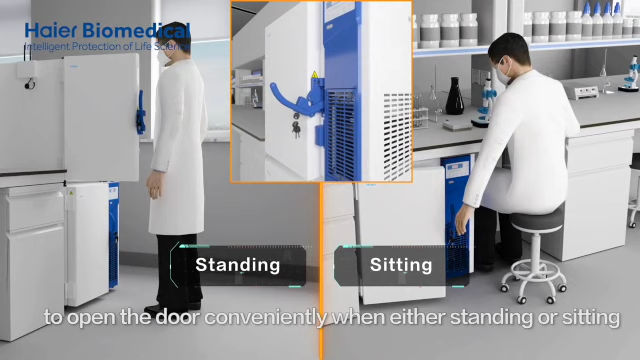 Haier Biomedical
Intelligent Protection of Life Science
Standing
Sitting
to open the door conveniently when either standing or sitting